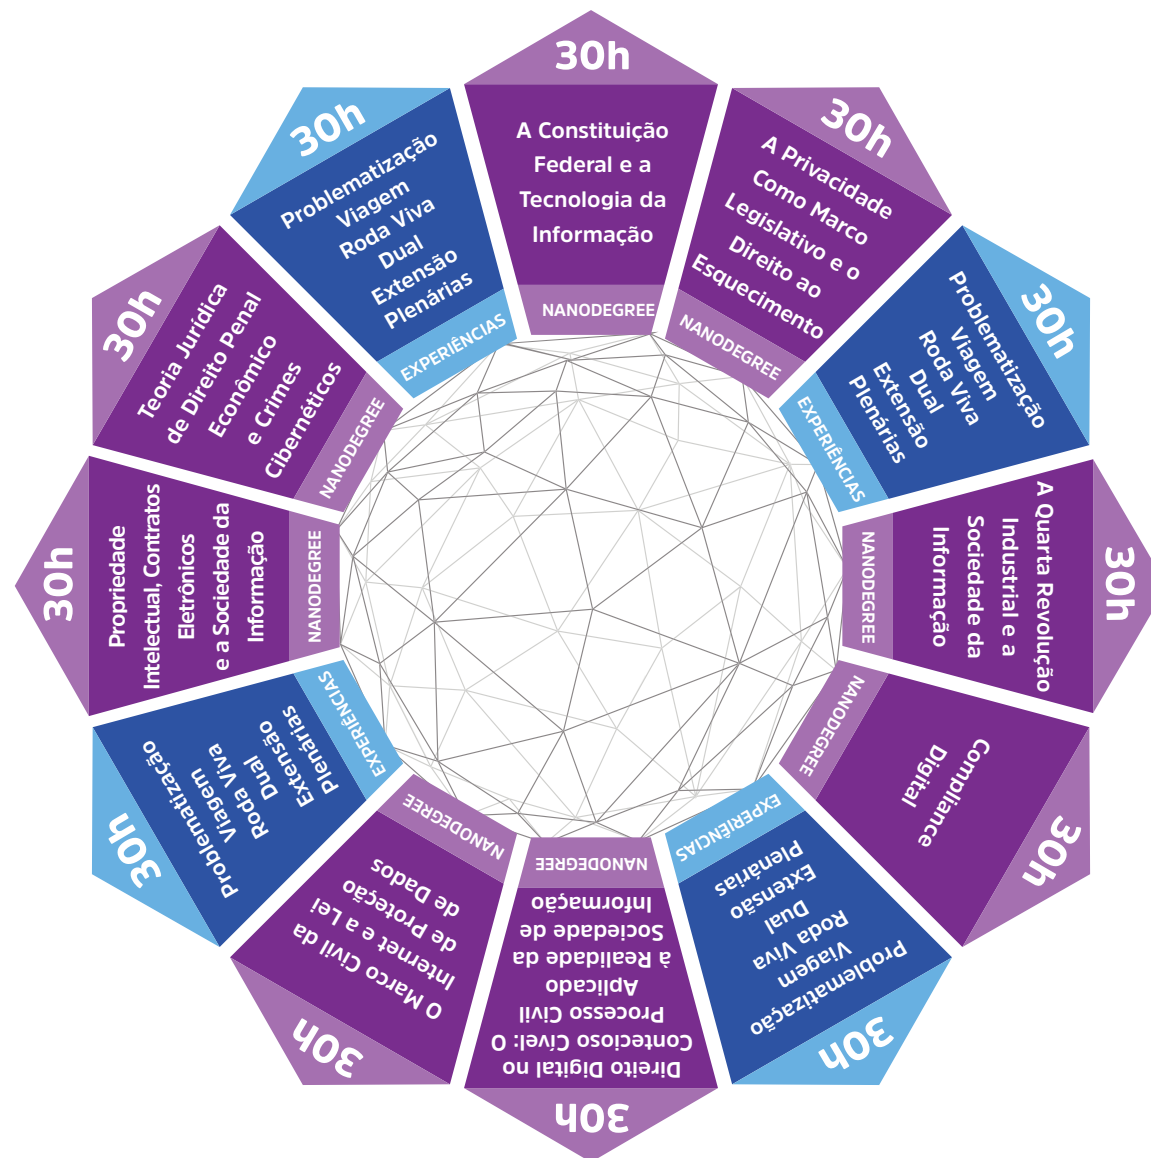 30h
A Constituição
Federal e a
Tecnologia da
Informação
NANODEGREE
30h
A Privacidade
Como Marco
Legislativo e o
Direito ao
Esquecimento
NANODEGREE
30h
Problematização
Viagem
Roda Viva
Dual
Extensão
Plenárias
EXPERIÊNCIAS
30h
A Quarta Revolução
Industrial e a
Sociedade da
Informação
NANODEGREE
30h
Compliance
Digital
NANODEGREE
30h
Problematização
Viagem
Roda Viva
Dual
Extensão
Plenárias
EXPERIÊNCIAS
30h
Direito Digital no
Contecioso Cível: O
Processo Civil
Aplicado
à Realidade da
Sociedade de
Informação
NANODEGREE
30h
O Marco Civil da
Internet e a Lei
de Proteção
de Dados
NANODEGREE
30h
Problematização
Viagem
Roda Viva
Dual
Extensão
Plenárias
EXPERIÊNCIAS
30h
Propriedade
Intelectual, Contratos
Eletrônicos
e a Sociedade da
Informação
NANODEGREE
30h
Teoria Jurídica
de Direito Penal
Econômico
e Crimes
Cibernéticos
NANODEGREE
30h
Problematização
Viagem
Roda Viva
Dual
Extensão
Plenárias
EXPERIÊNCIAS